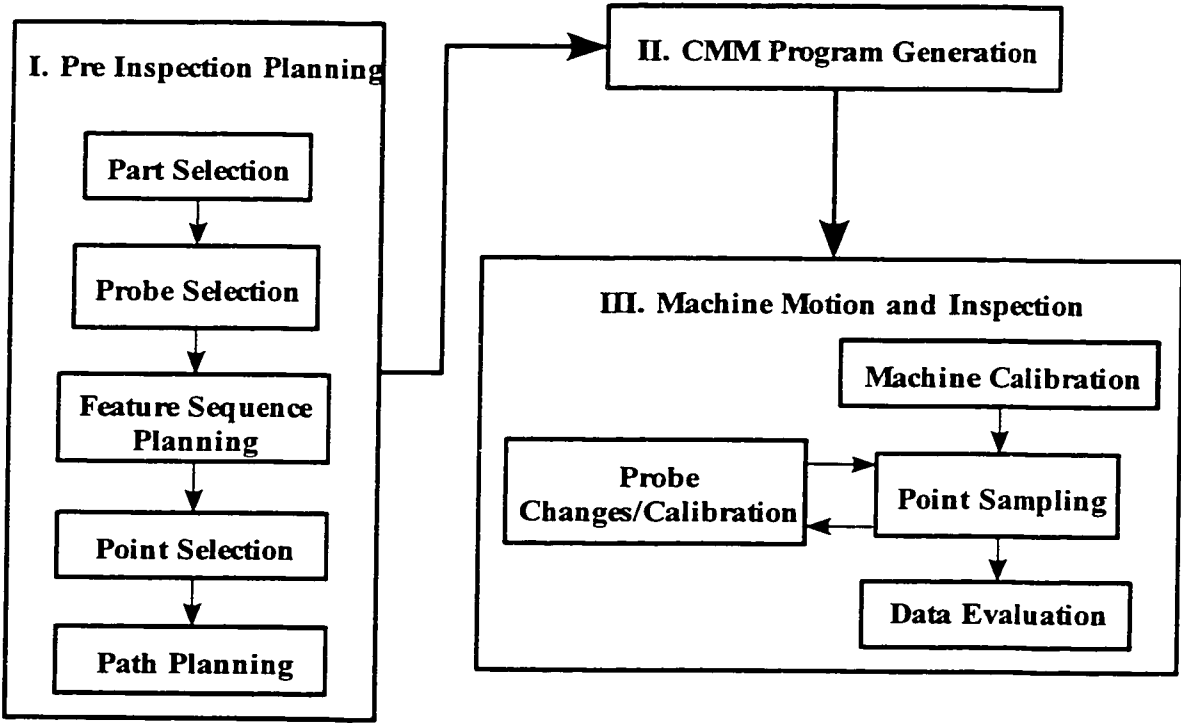 I. Pre Inspection Planning
Part Selection
Probe Selection
Feature Sequence
Planning
Point Selection
Path Planning
II. CMM Program Generation
III. Machine Motion and Inspection
Machine Calibration
Probe
Changes/Calibration
Point Sampling
Data Evaluation